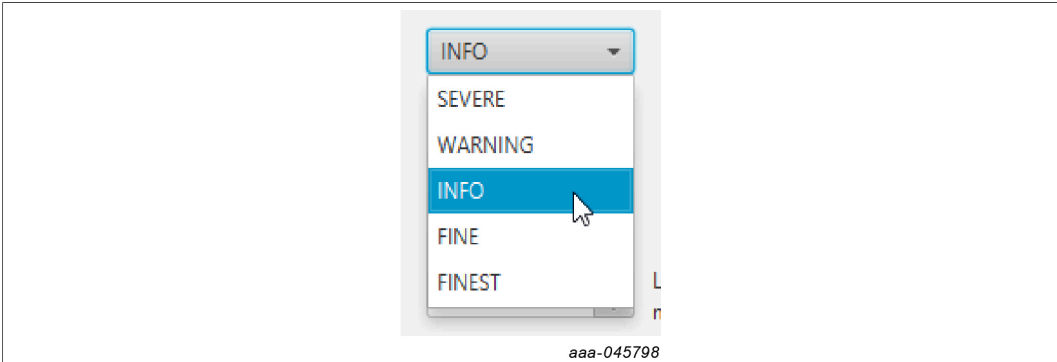 INFO
SEVERE
WARNING
INFO
FINE
FINEST
L
aaa-045798